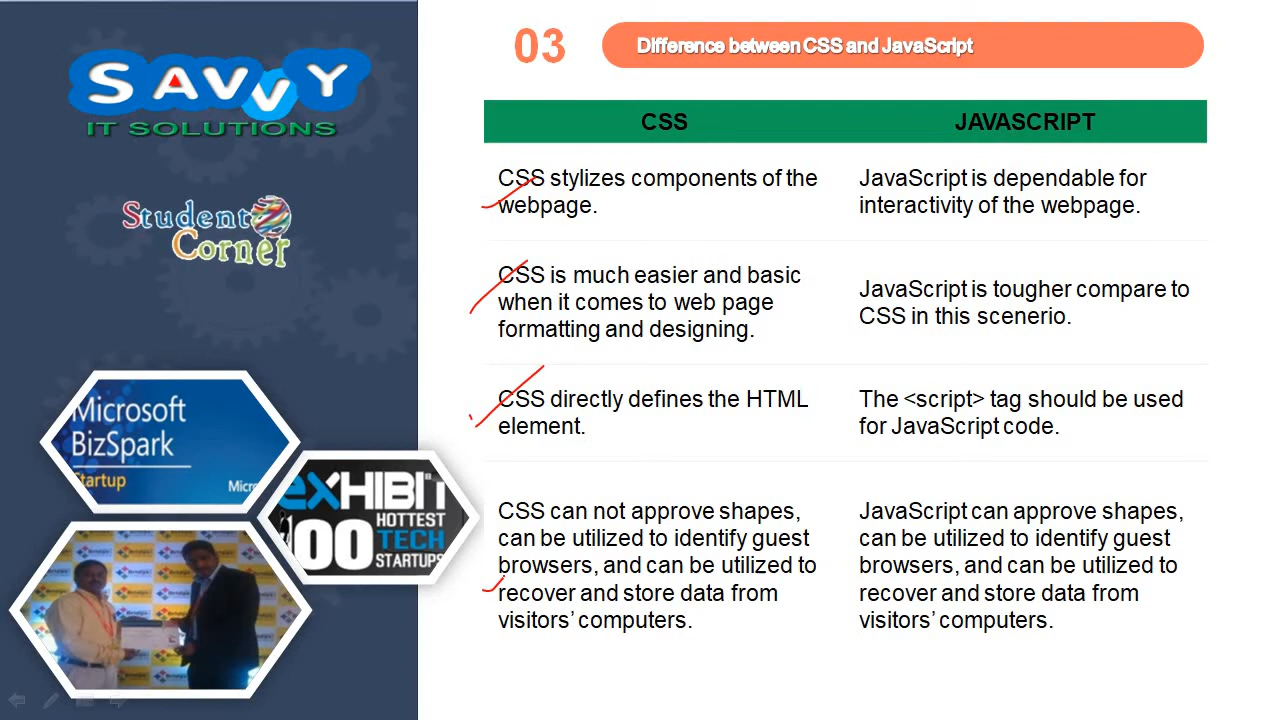 SAVVY
IT SOLUTIONS
Student
Corner
Microsoft
BizSpark
Startup
Micr
eXHIBIT
100
HOTTEST
TECH
STARTUPS
03
Difference between CSS and JavaScript
CSS
JAVASCRIPT
CSS stylizes components of the
webpage.
JavaScript is dependable for
interactivity of the webpage.
CSS is much easier and basic
when it comes to web page
formatting and designing.
JavaScript is tougher compare to
CSS in this scenerio.
CSS directly defines the HTML
element.
The <script> tag should be used
for JavaScript code.
CSS can not approve shapes,
can be utilized to identify guest
browsers, and can be utilized to
recover and store data from
visitors’ computers.
JavaScript can approve shapes,
can be utilized to identify guest
browsers, and can be utilized to
recover and store data from
visitors’ computers.